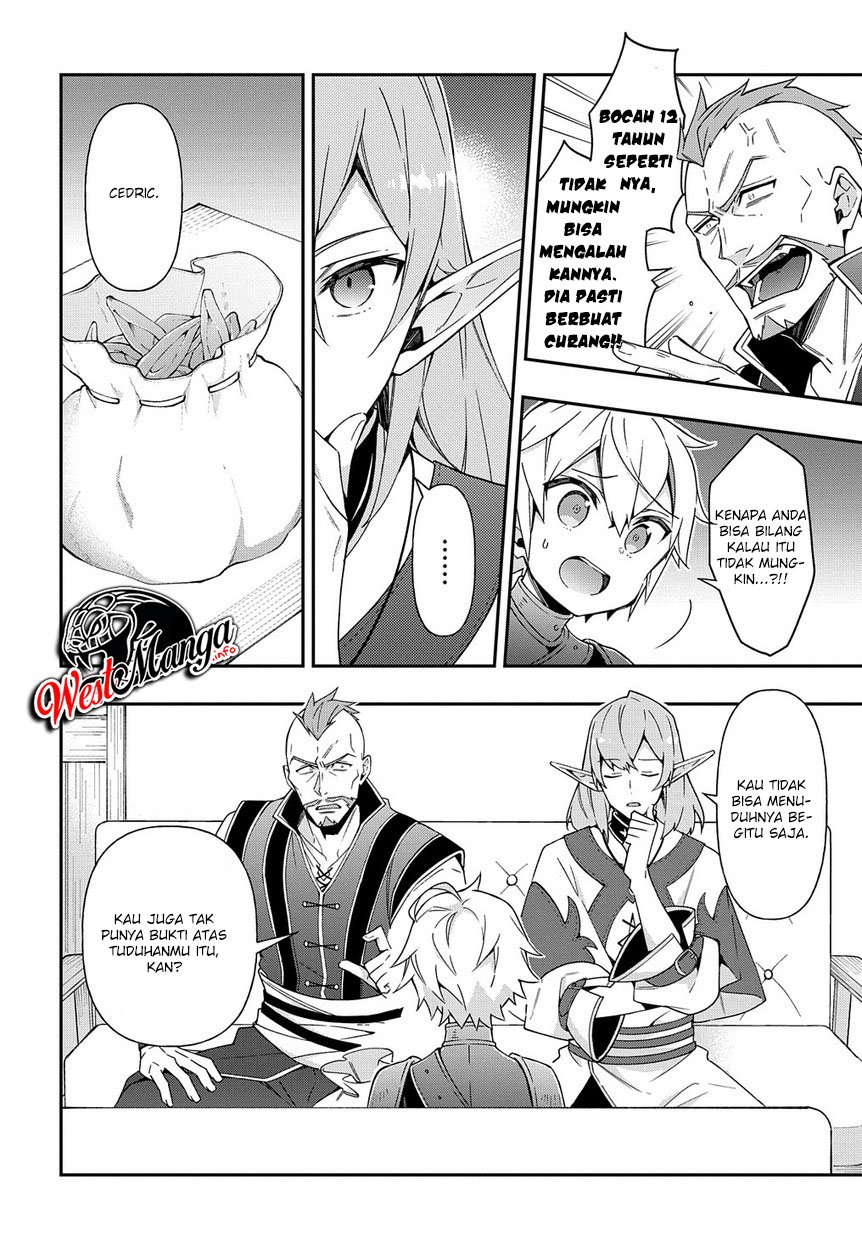 BOCAH 12
TAHUN
SEPERTI
TIDAK NYA,
MUNGKIN
BISA
MENGALAH
KANNYA.
DIA PASTI
BERBUAT
CURANG!!
KENAPA ANDA
BISA BILANG
KALAU ITU
TIDAK MUNG-
KIN...?!!
......
CEDRIC.
KAU TIDAK
BISA MENU-
DUHNYA BE-
GITU SAJA.
KAU JUGA TAK
PUNYA BUKTI ATAS
TUDUHANMU ITU,
KAN?
WestManga
.info